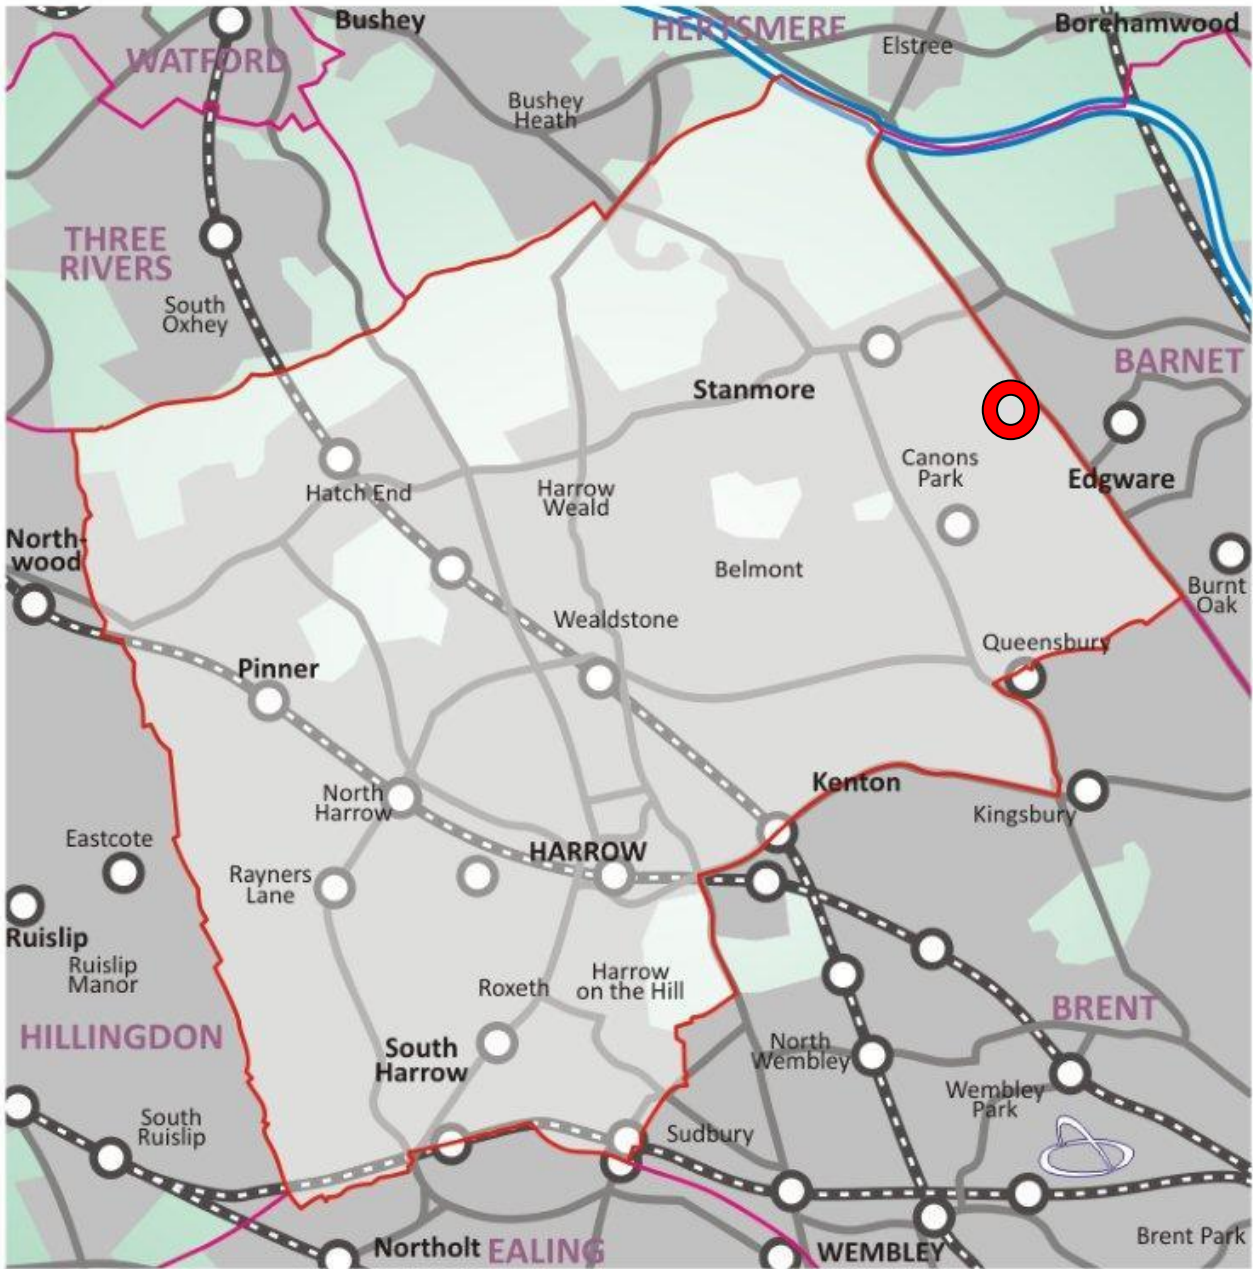 Bushey
HERTSMERE
Borehamwood
WATFORD
Elstree
Bushey
Heath
THREE
RIVERS
South
Oxhey
BARNET
Stanmore
Canons
Park
Edgware
Hatch End
Harrow
Weald
North-
wood
Belmont
Burnt
Oak
Wealdstone
Queensbury
Pinner
Kenton
North
Harrow
Kingsbury
Eastcote
HARROW
Rayners
Lane
Ruislip
Ruislip
Manor
Roxeth
Harrow
on the Hill
BRENT
HILLINGDON
South
Harrow
North
Wembley
Wembley
Park
South
Ruislip
Sudbury
Northolt
EALING
WEMBLEY
Brent Park